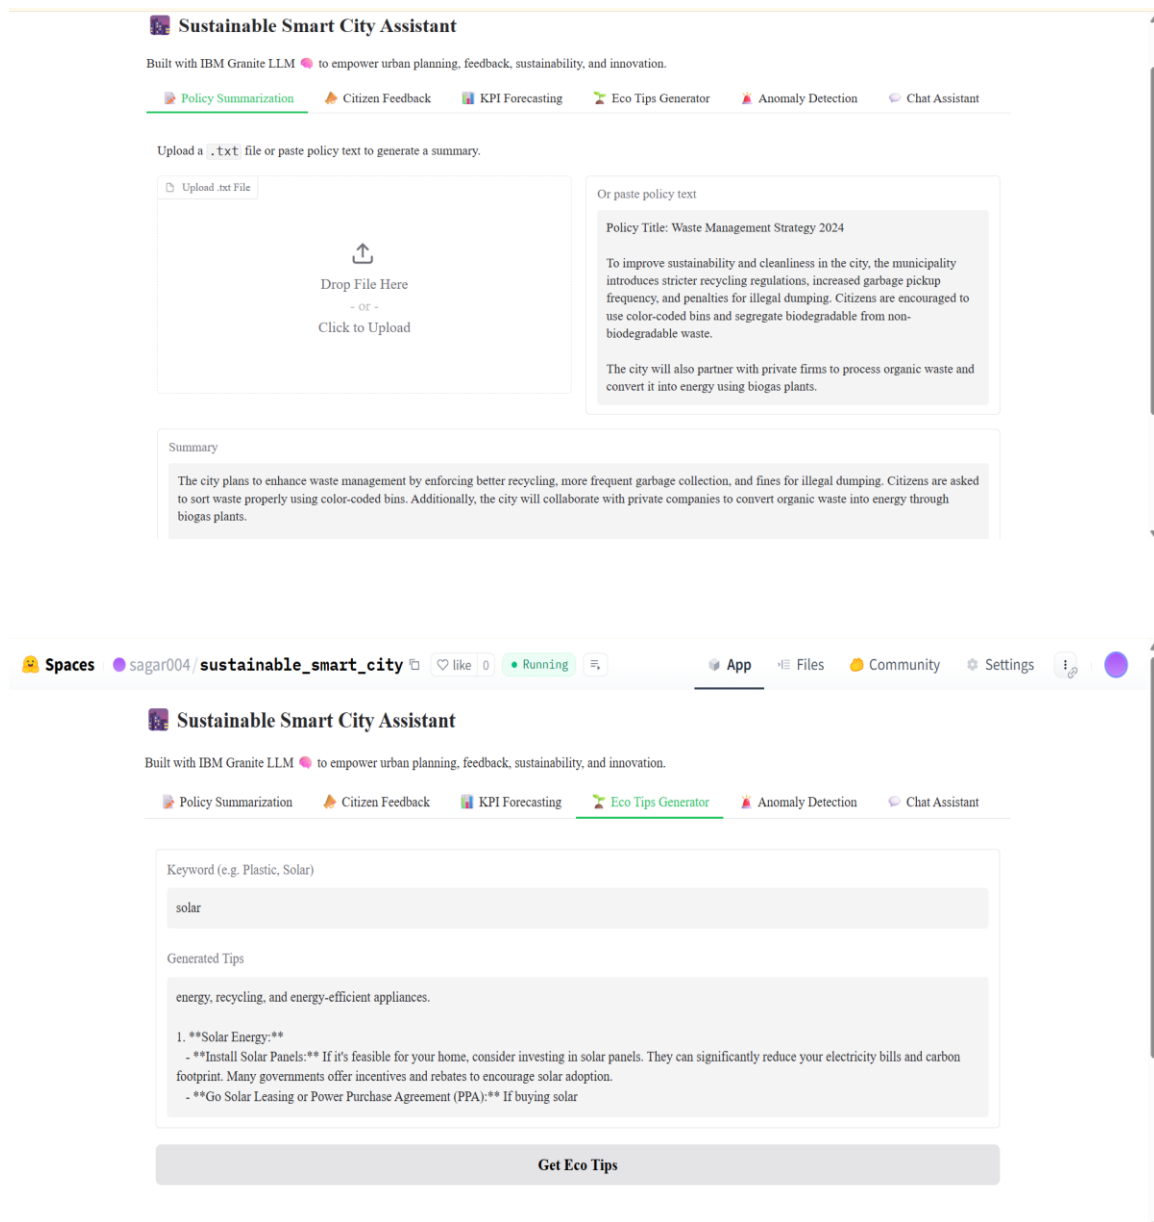 Sustainable Smart City Assistant
Built with IBM Granite LLM 🧠 to empower urban planning, feedback, sustainability, and innovation.
Policy Summarization Citizen Feedback KPI Forecasting Eco Tips Generator Anomaly Detection Chat Assistant
Upload a .txt file or paste policy text to generate a summary.
Upload .txt File
Drop File Here
- or -
Click to Upload
Or paste policy text
Policy Title: Waste Management Strategy 2024
To improve sustainability and cleanliness in the city, the municipality
introduces stricter recycling regulations, increased garbage pickup
frequency, and penalties for illegal dumping. Citizens are encouraged to
use color-coded bins and segregate biodegradable from non-
biodegradable waste.
The city will also partner with private firms to process organic waste and
convert it into energy using biogas plants.
Summary
The city plans to enhance waste management by enforcing better recycling, more frequent garbage collection, and fines for illegal dumping. Citizens are asked
to sort waste properly using color-coded bins. Additionally, the city will collaborate with private companies to convert organic waste into energy through
biogas plants.
Spaces sagar004/sustainable_smart_city like 0 Running App Files Community Settings
Sustainable Smart City Assistant
Built with IBM Granite LLM 🧠 to empower urban planning, feedback, sustainability, and innovation.
Policy Summarization Citizen Feedback KPI Forecasting Eco Tips Generator Anomaly Detection Chat Assistant
Keyword (e.g. Plastic, Solar)
solar
Generated Tips
energy, recycling, and energy-efficient appliances.
1. **Solar Energy:**
- **Install Solar Panels:** If it's feasible for your home, consider investing in solar panels. They can significantly reduce your electricity bills and carbon
footprint. Many governments offer incentives and rebates to encourage solar adoption.
- **Go Solar Leasing or Power Purchase Agreement (PPA):** If buying solar
Get Eco Tips